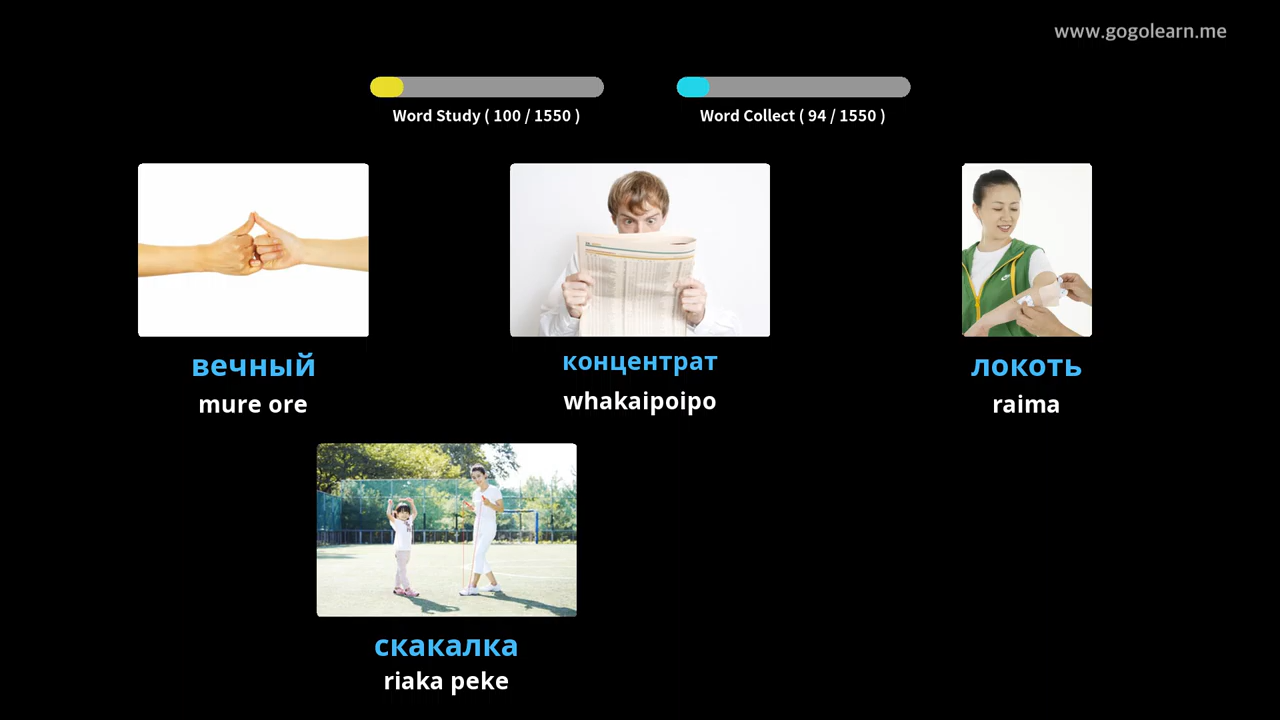 www.gogolearn.me
Word Study ( 100 / 1550 )
Word Collect ( 94 / 1550 )
вечный
mure ore
концентрат
whakaipoipo
локоть
raima
скакалка
riaka peke